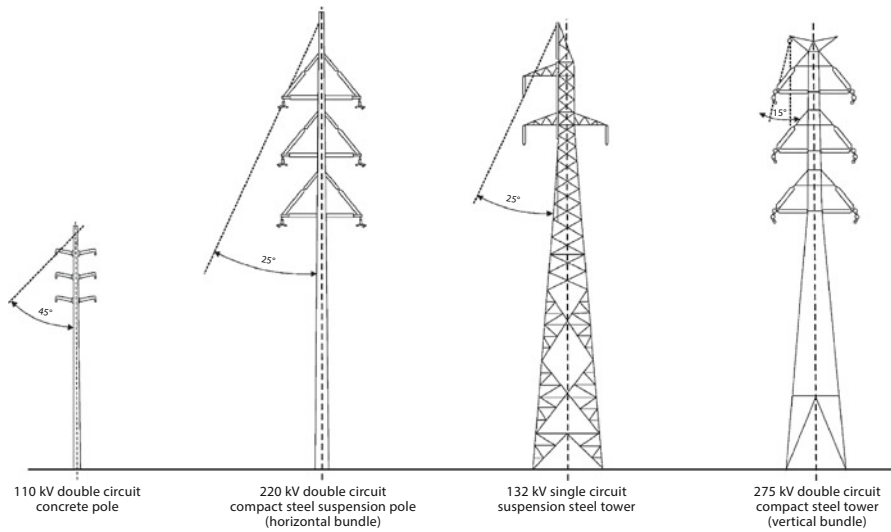 15°
25°
25°
45°
110 kV double circuit
concrete pole
220 kV double circuit
compact steel suspension pole
(horizontal bundle)
132 kV single circuit
suspension steel tower
275 kV double circuit
compact steel tower
(vertical bundle)